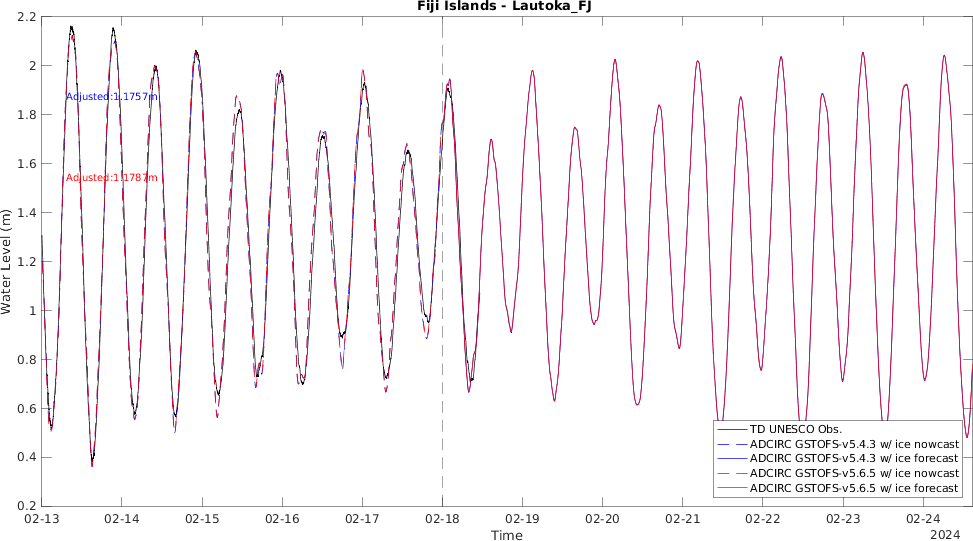 Fiji Islands - Lautoka_FJ
2.2
2
1.8
1.6
1.4
1.2
1
0.8
0.6
0.4
0.2
Water Level (m)
Adjusted:1.1757m
Adjusted:1.1787m
TD UNESCO Obs.
ADCIRC GSTOFS-v5.4.3 w/ ice nowcast
ADCIRC GSTOFS-v5.4.3 w/ ice forecast
ADCIRC GSTOFS-v5.6.5 w/ ice nowcast
ADCIRC GSTOFS-v5.6.5 w/ ice forecast
02-13 02-14 02-15 02-16 02-17 02-18 02-19 02-20 02-21 02-22 02-23 02-24
Time
2024